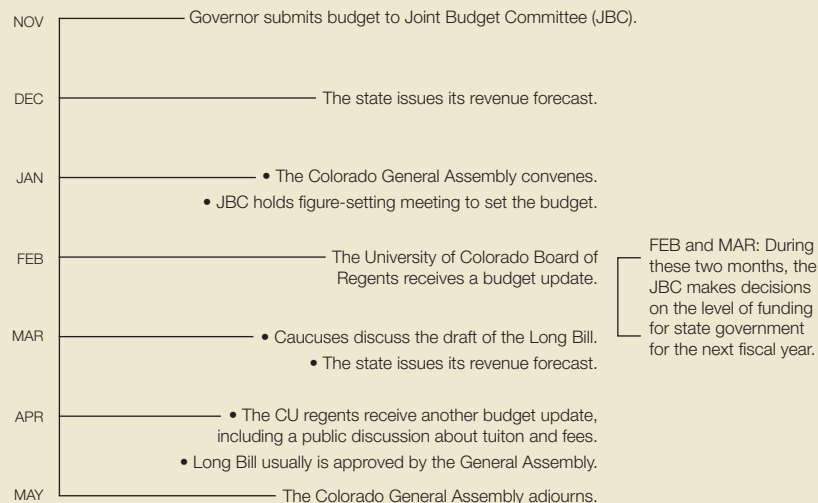 NOV
Governor submits budget to Joint Budget Committee (JBC).
DEC
The state issues its revenue forecast.
JAN
• The Colorado General Assembly convenes.
• JBC holds figure-setting meeting to set the budget.
FEB
The University of Colorado Board of
Regents receives a budget update.
FEB and MAR: During
these two months, the
JBC makes decisions
on the level of funding
for state government
for the next fiscal year.
MAR
• Caucuses discuss the draft of the Long Bill.
• The state issues its revenue forecast.
APR
• The CU regents receive another budget update,
including a public discussion about tuiton and fees.
• Long Bill usually is approved by the General Assembly.
MAY
The Colorado General Assembly adjourns.